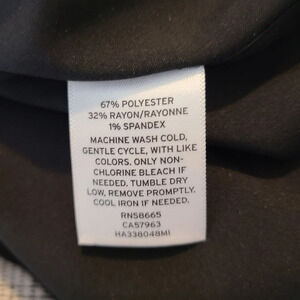 67% POLYESTER
32% RAYON/RAYONNE
1% SPANDEX
MACHINE WASH COLD,
GENTLE CYCLE, WITH LIKE
COLORS. ONLY NON-
CHLORINE BLEACH IF
NEEDED. TUMBLE DRY
LOW, REMOVE PROMPTLY.
COOL IRON IF NEEDED.
RNS8665
CA57963
HA338048MI